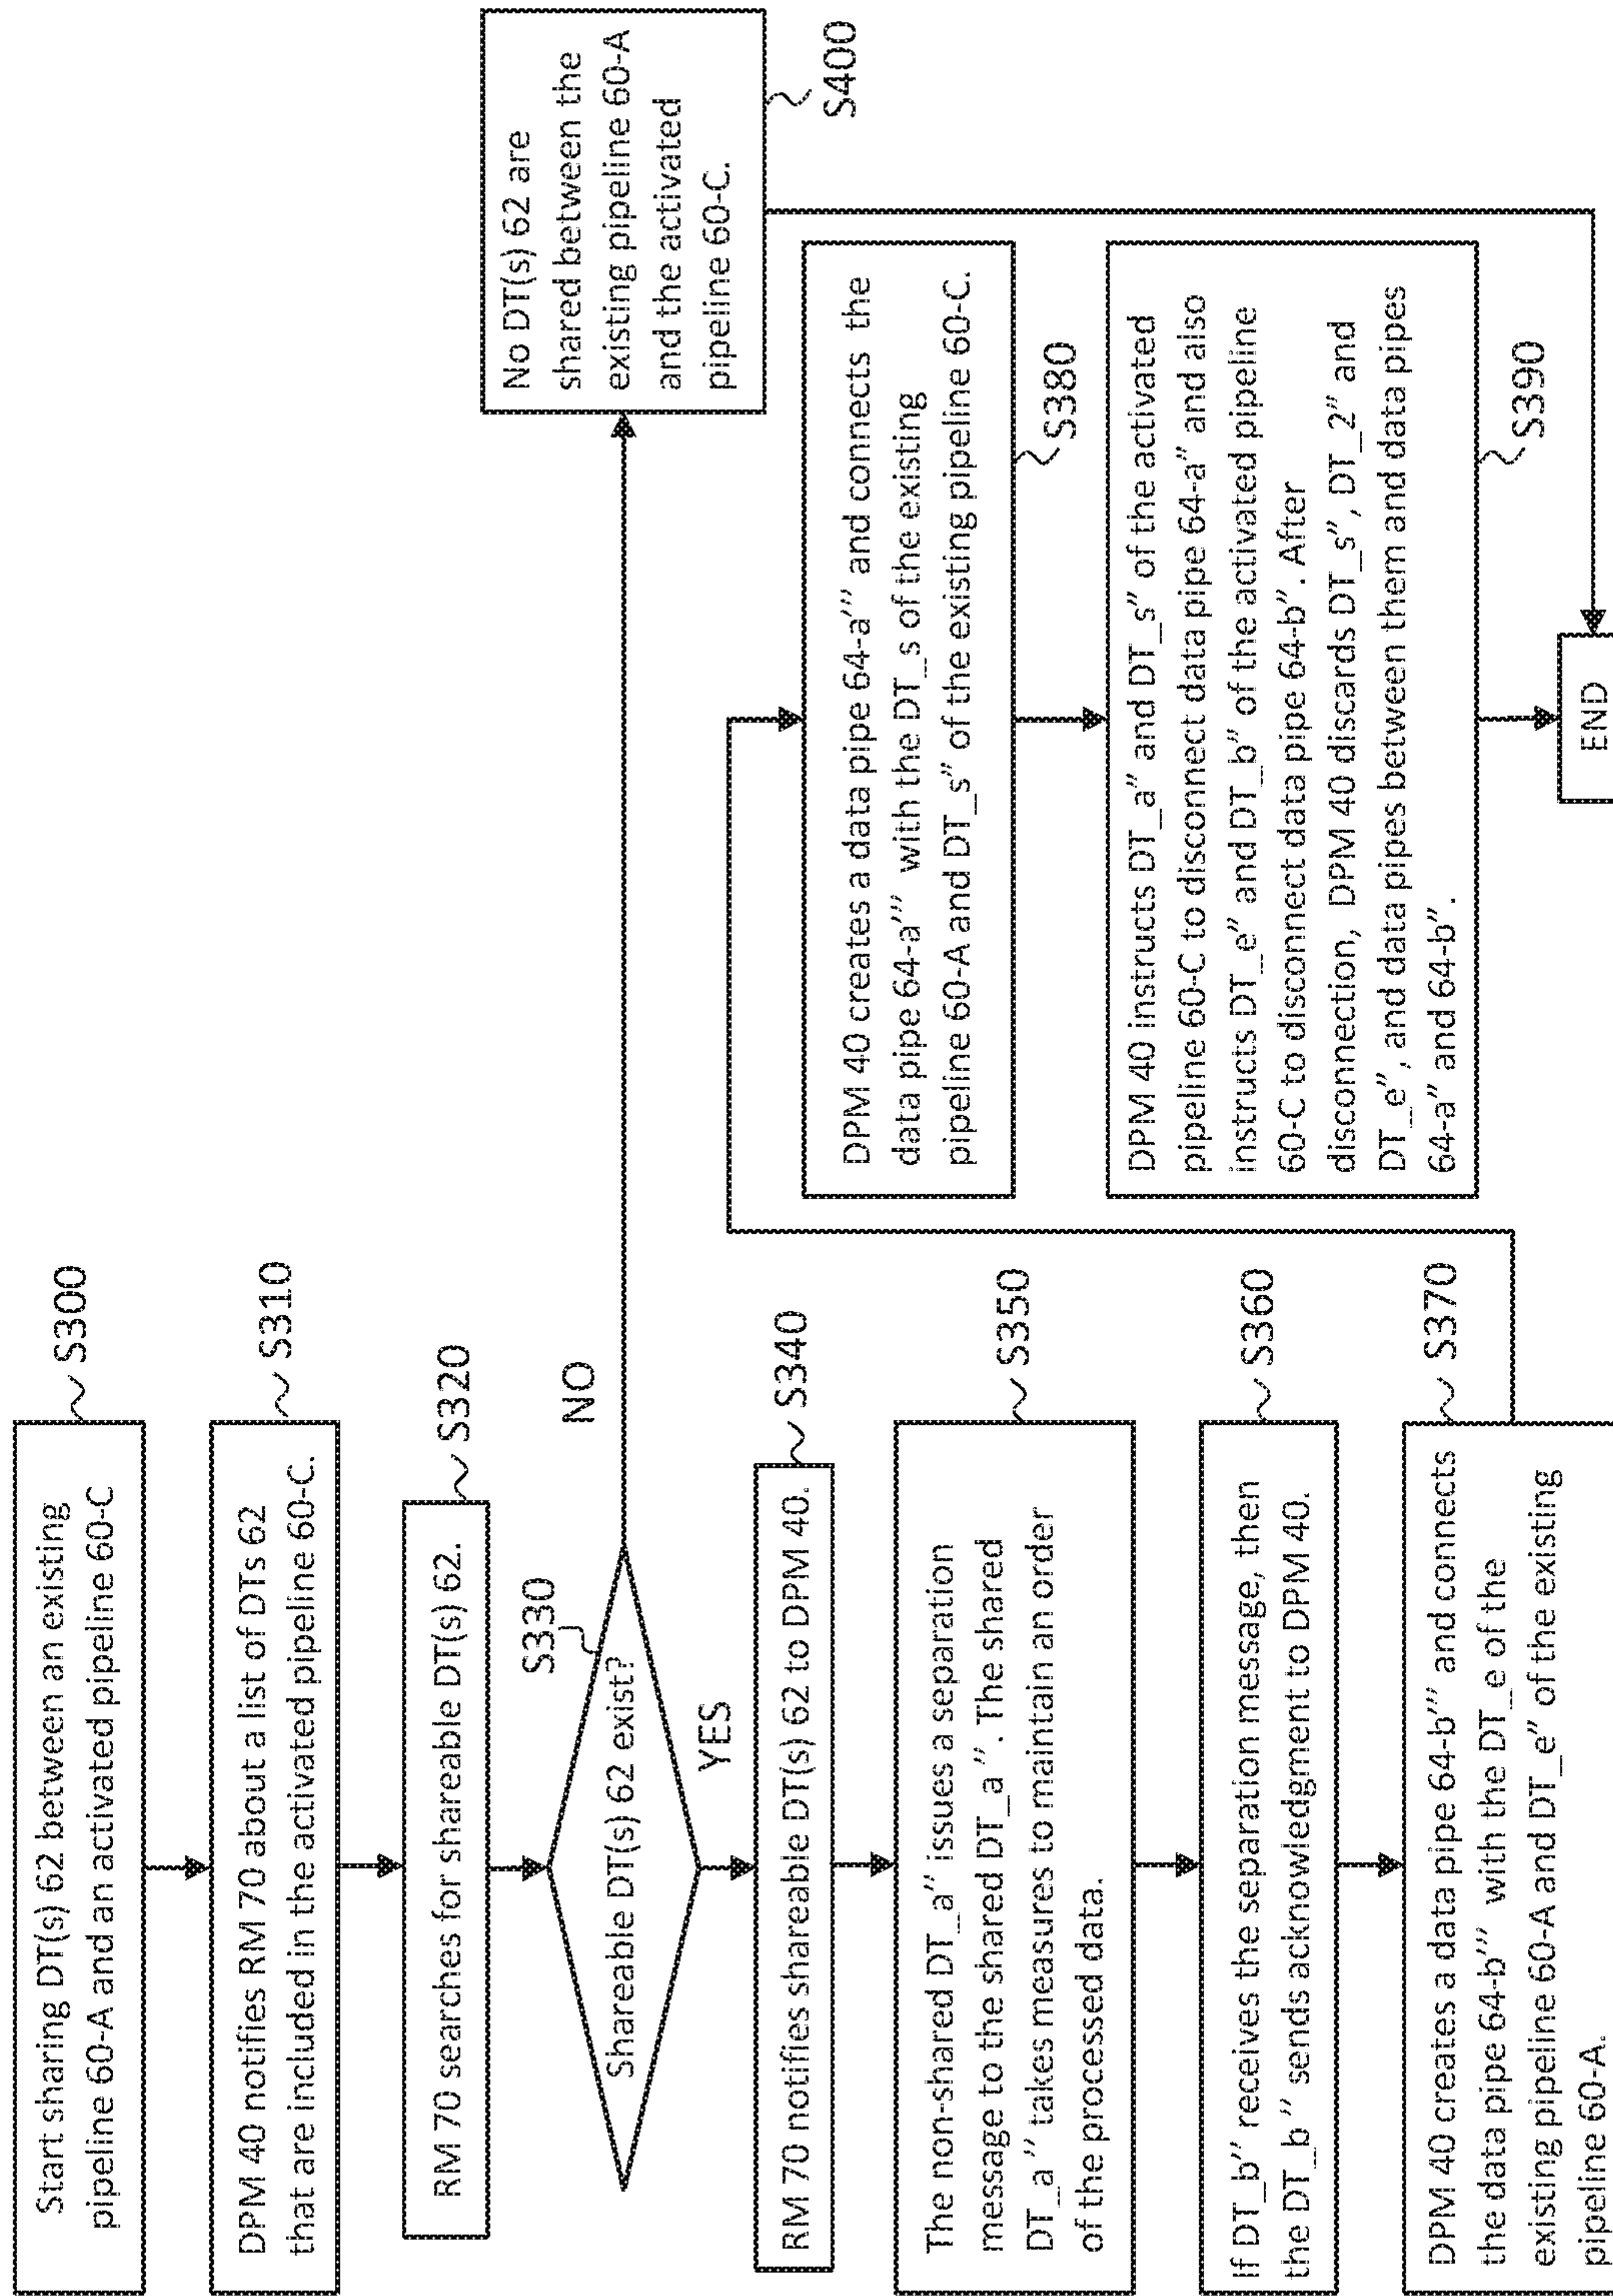 Start sharing DT(s) 62 between an existing
pipeline 60-A and an activated pipeline 60-C
S300
DPM 40 notifies RM 70 about a list of DTs 62
that are included in the activated pipeline 60-C.
S310
RM 70 searches for shareable DT(s) 62.
S320
S330
Shareable DT(s) 62 exist?
NO
YES
RM 70 notifies shareable DT(s) 62 to DPM 40.
S340
The non-shared DT_a'' issues a separation
message to the shared DT_a''. The shared
DT_a'' takes measures to maintain an order
of the processed data.
S350
If DT_b' receives the separation message, then
the DT_b'' sends acknowledgment to DPM 40.
S360
DPM 40 creates a data pipe 64-b''' and connects
the data pipe 64-b''' with the DT_e of the
existing pipeline 60-A and DT_e'' of the existing
pipeline 60-A.
S370
No DT(s) 62 are
shared between the
existing pipeline 60-A
and the activated
pipeline 60-C.
S400
DPM 40 creates a data pipe 64-a''' and connects the
data pipe 64-a''' with the DT_s of the existing
pipeline 60-A and DT_s'' of the existing pipeline 60-C.
S380
DPM 40 instructs DT_a'' and DT_s'' of the activated
pipeline 60-C to disconnect data pipe 64-a'' and also
instructs DT_e'' and DT_b'' of the activated pipeline
60-C to disconnect data pipe 64-b''. After
disconnection, DPM 40 discards DT_s'', DT_2'' and
DT_e'', and data pipes between them and data pipes
64-a'' and 64-b''.
S390
END